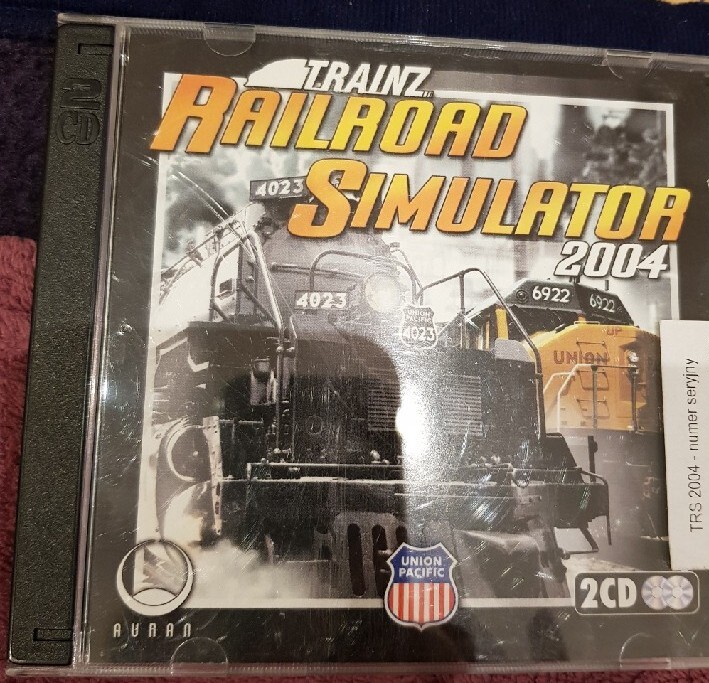 TRAINZ
RAILROAD
SIMULATOR
2004
4023
4023
UNION
PACIFIC
4023
6922
6922
UP
UNION
TRS 2004 - numer seryjny
UNION
PACIFIC
2CD
AURAN